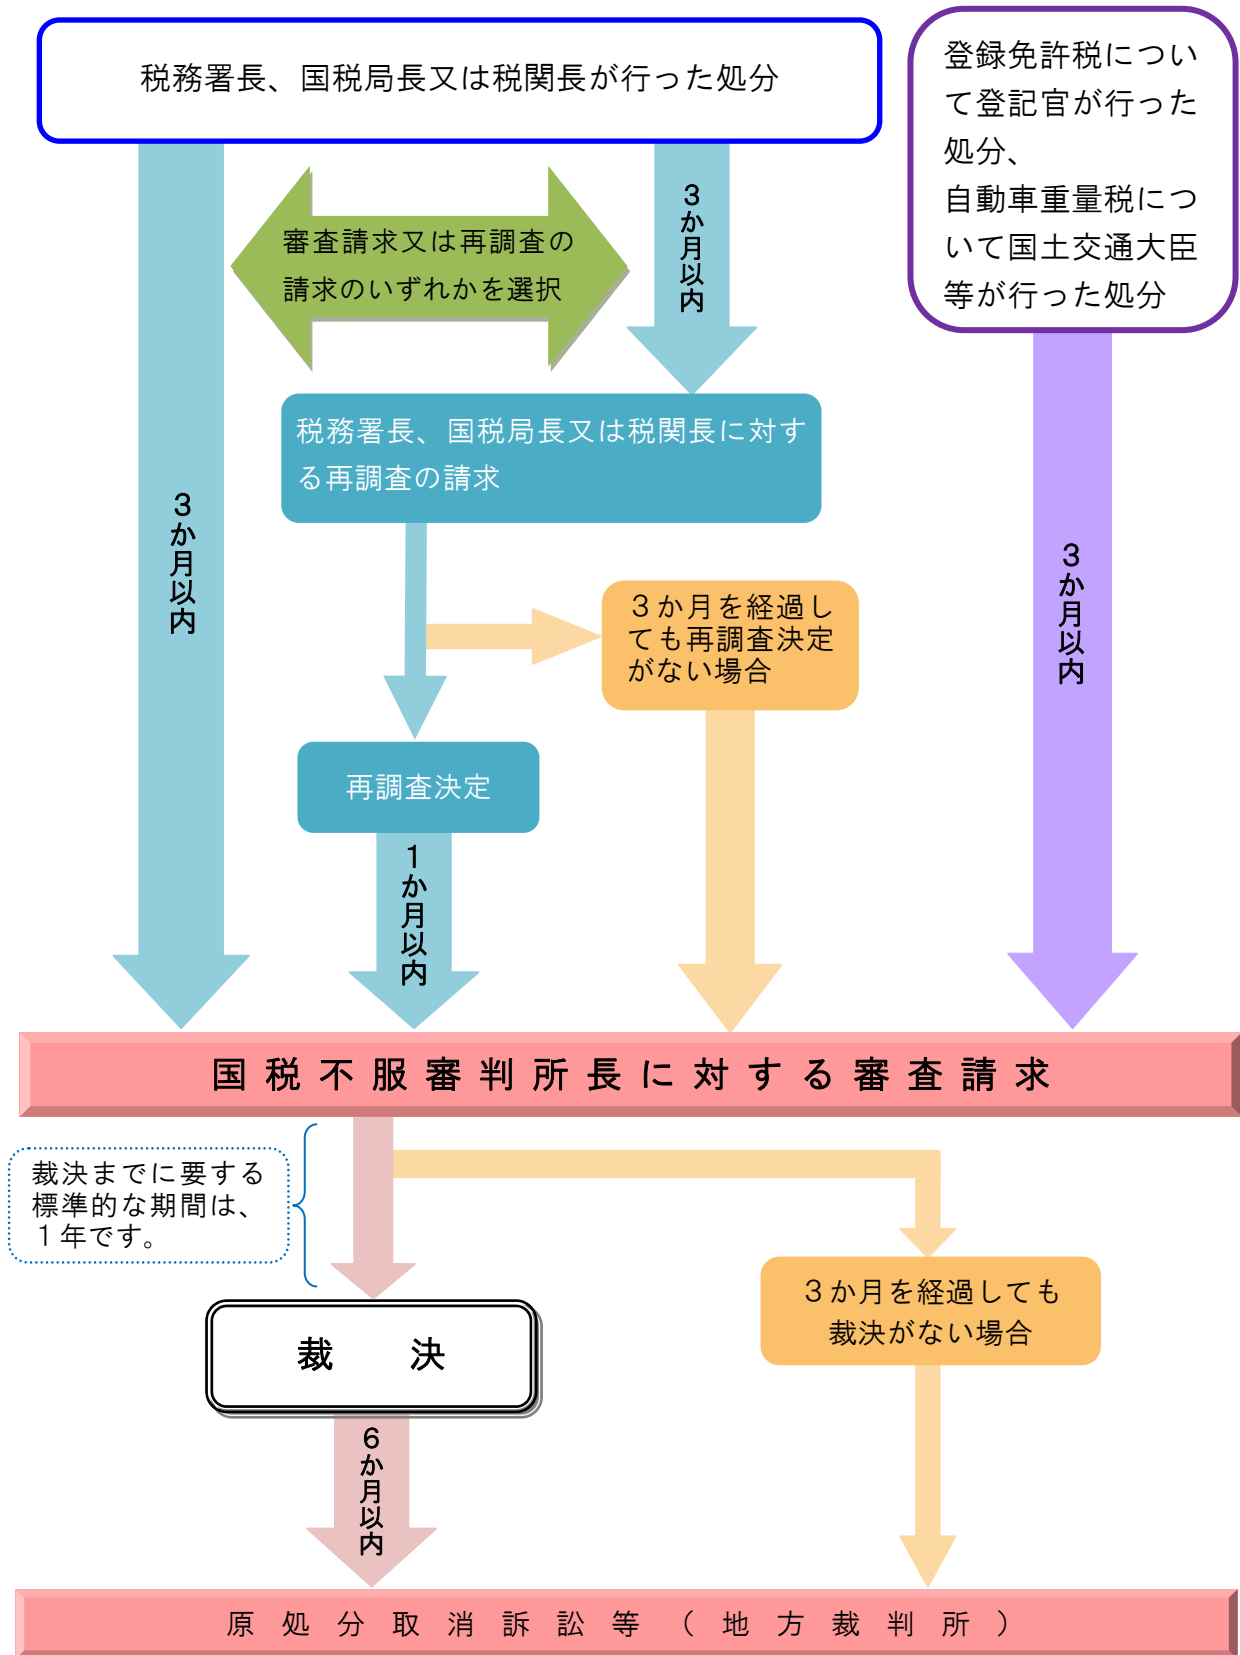 税務署長、国税局長又は税関長が行った処分
登録免許税につい
て登記官が行った
処分、
自動車重量税につ
いて国土交通大臣
等が行った処分
審査請求又は再調査の
請求のいずれかを選択
3か月以内
税務署長、国税局長又は税関長に対す
る再調査の請求
3か月以内
3か月以内
３か月を経過し
ても再調査決定
がない場合
再調査決定
1か月以内
国税不服審判所長に対する審査請求
裁決までに要する
標準的な期間は、
１年です。
３か月を経過しても
裁決がない場合
裁　決
6か月以内
原処分取消訴訟等（地方裁判所）